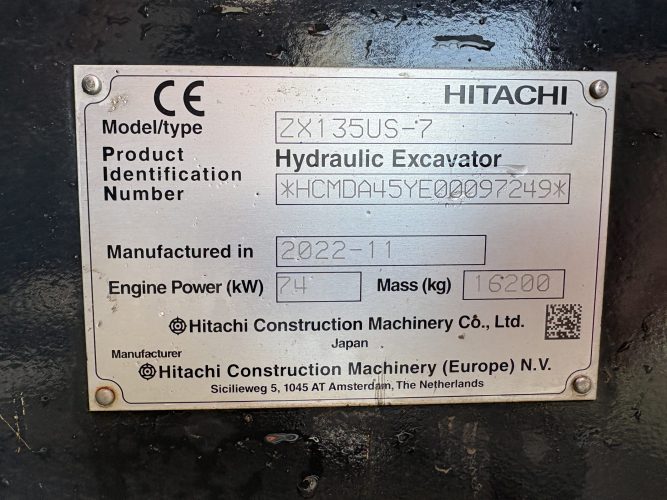 CE HITACHI
Model/type ZX135US-7
Product Hydraulic Excavator
Identification
Number *HCMDA45YE00097249*
Manufactured in 2022-11
Engine Power (kW) 74 Mass (kg) 16200
Hitachi Construction Machinery Co., Ltd.
Japan
Manufacturer
Hitachi Construction Machinery (Europe) N.V.
Sicilieweg 5, 1045 AT Amsterdam, The Netherlands